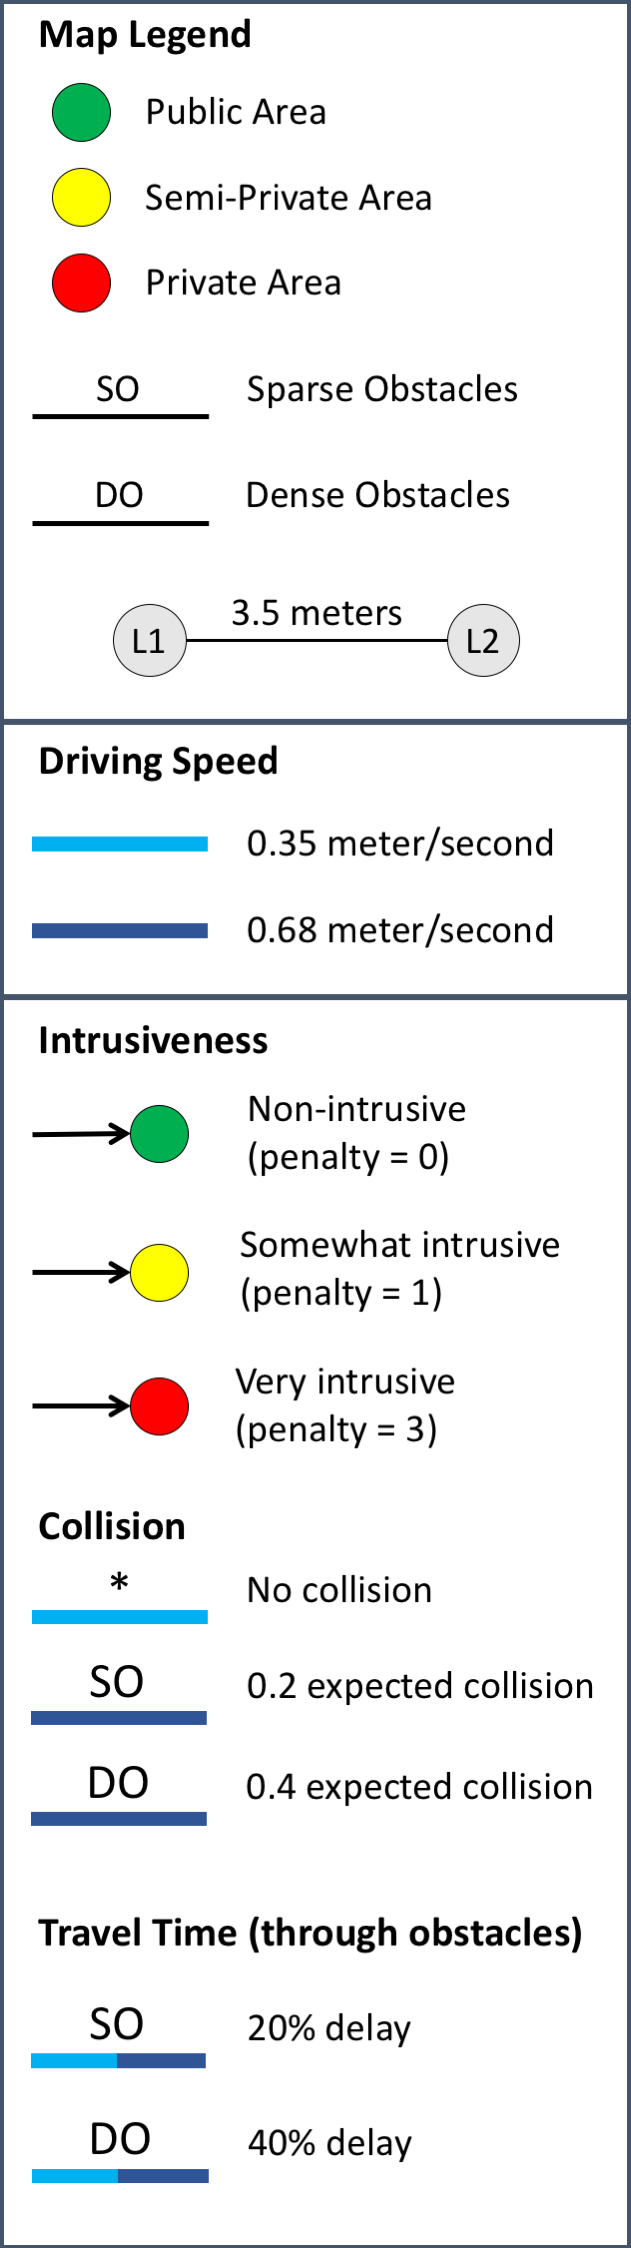 Map Legend
Public Area
Semi-Private Area
Private Area
SO Sparse Obstacles
DO Dense Obstacles
3.5 meters
L1 L2
Driving Speed
0.35 meter/second
0.68 meter/second
Intrusiveness
Non-intrusive
(penalty = 0)
Somewhat intrusive
(penalty = 1)
Very intrusive
(penalty = 3)
Collision
* No collision
SO 0.2 expected collision
DO 0.4 expected collision
Travel Time (through obstacles)
SO 20% delay
DO 40% delay